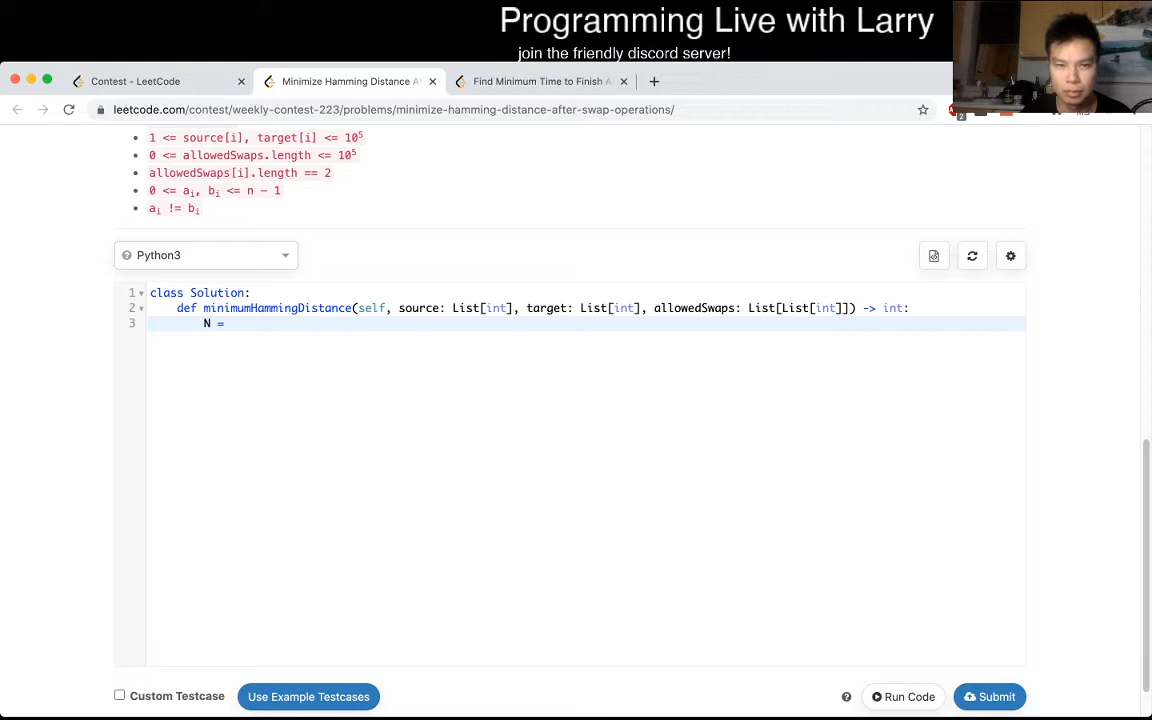 Programming Live with Larry
join the friendly discord server!
Contest - LeetCode
Minimize Hamming Distance A
Find Minimum Time to Finish A
leetcode.com/contest/weekly-contest-223/problems/minimize-hamming-distance-after-swap-operations/
2
1 <= source[i], target[i] <= 10⁵
0 <= allowedSwaps.length <= 10⁵
allowedSwaps[i].length == 2
0 <= aᵢ, bᵢ <= n - 1
aᵢ != bᵢ
Python3
1 class Solution:
2 def minimumHammingDistance(self, source: List[int], target: List[int], allowedSwaps: List[List[int]]) -> int:
3 N =
Custom Testcase
Use Example Testcases
?
Run Code
Submit